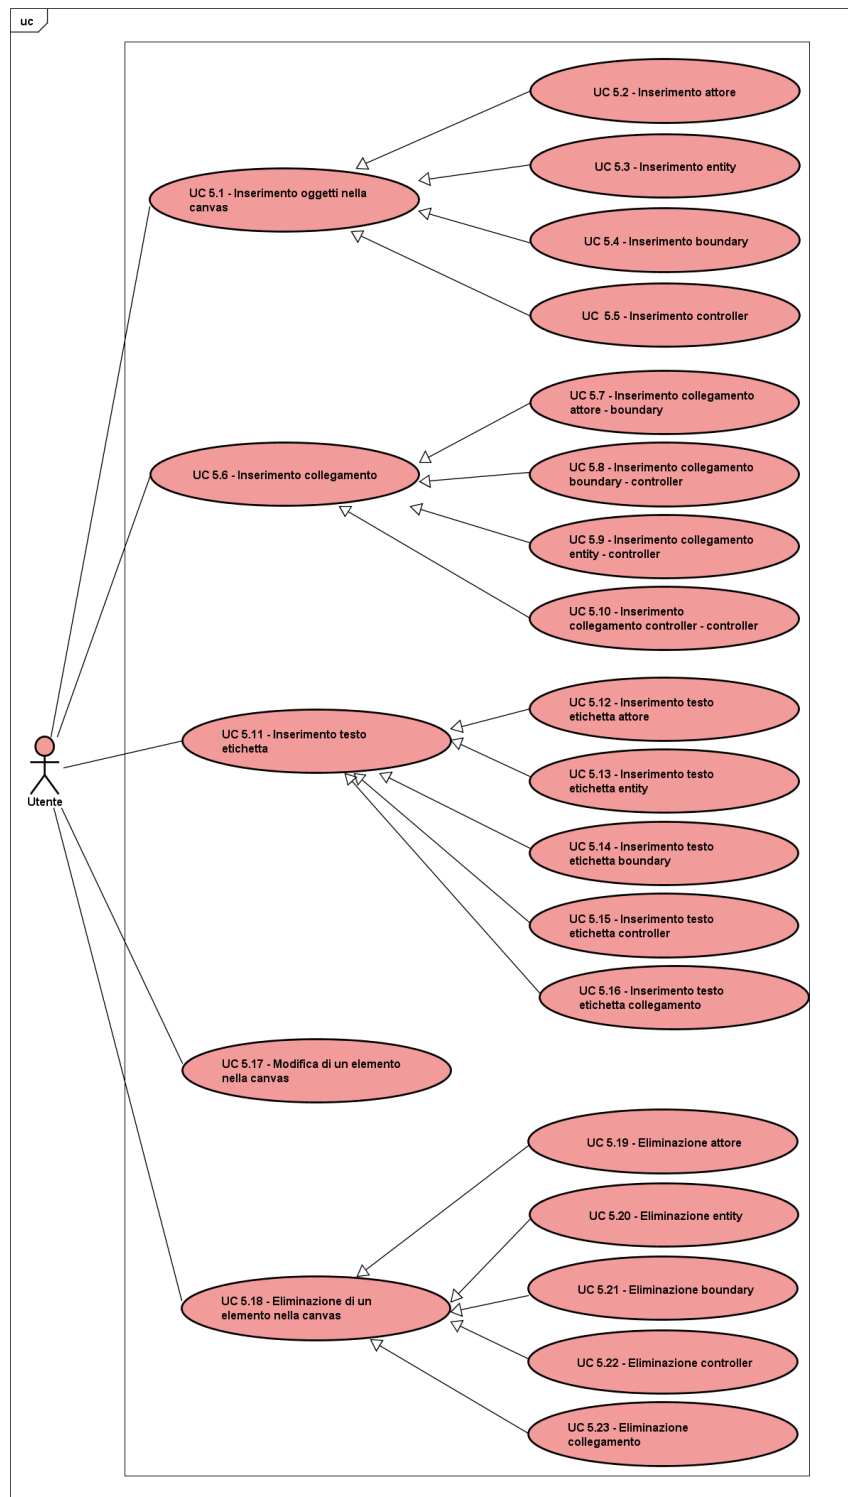 uc
UC 5.2 - Inserimento attore
UC 5.3 - Inserimento entity
UC 5.1 - Inserimento oggetti nella
canvas
UC 5.4 - Inserimento boundary
UC  5.5 - Inserimento controller
UC 5.7 - Inserimento collegamento
attore - boundary
UC 5.6 - Inserimento collegamento
UC 5.8 - Inserimento collegamento
boundary - controller
UC 5.9 - Inserimento collegamento
entity - controller
UC 5.10 - Inserimento
collegamento controller - controller
UC 5.12 - Inserimento testo
etichetta attore
UC 5.11 - Inserimento testo
etichetta
UC 5.13 - Inserimento testo
etichetta entity
Utente
UC 5.14 - Inserimento testo
etichetta boundary
UC 5.15 - Inserimento testo
etichetta controller
UC 5.16 - Inserimento testo
etichetta collegamento
UC 5.17 - Modifica di un elemento
nella canvas
UC 5.19 - Eliminazione attore
UC 5.20 - Eliminazione entity
UC 5.21 - Eliminazione boundary
UC 5.18 - Eliminazione di un
elemento nella canvas
UC 5.22 - Eliminazione controller
UC 5.23 - Eliminazione
collegamento